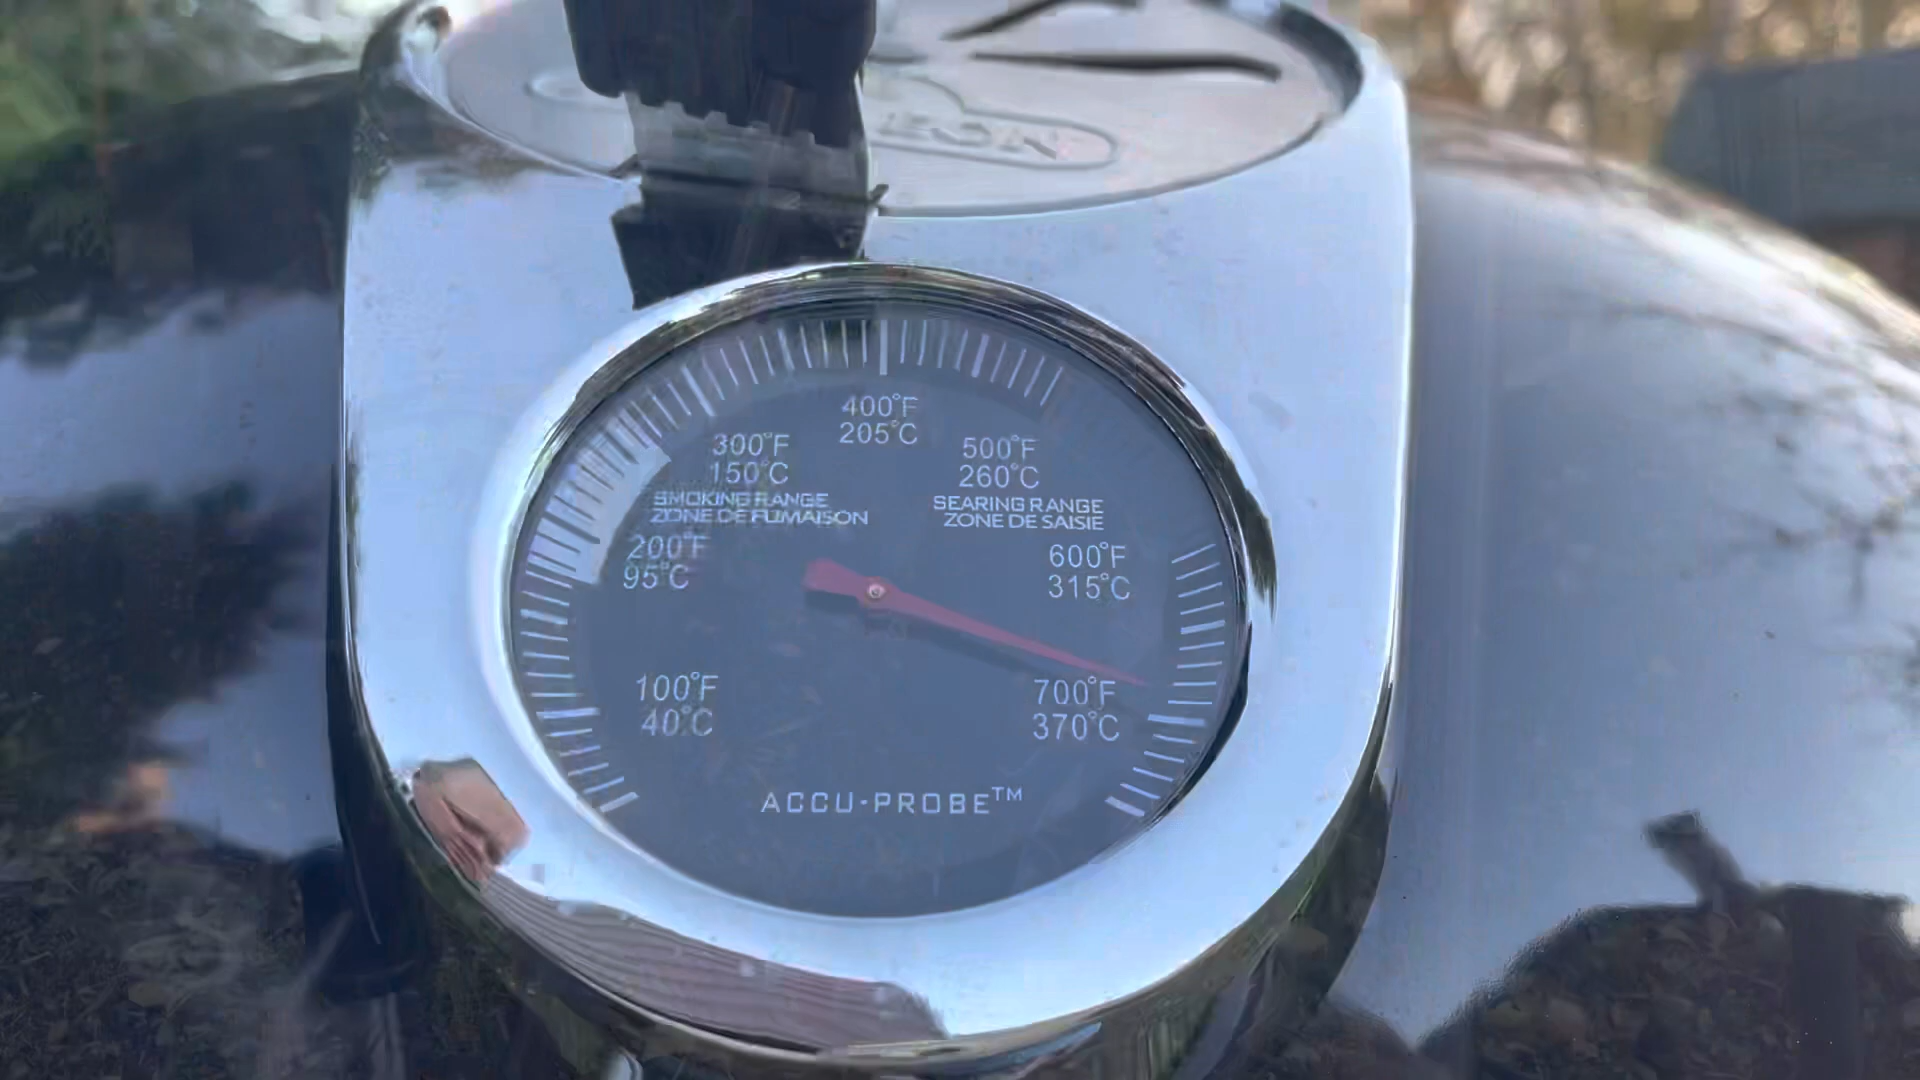 400°F
205°C
300°F
150°C
500°F
260°C
SMOKING RANGE
ZONE DE FUMAISON
SEARING RANGE
ZONE DE SAISIE
200°F
95°C
600°F
315°C
100°F
40°C
700°F
370°C
ACCU-PROBE™